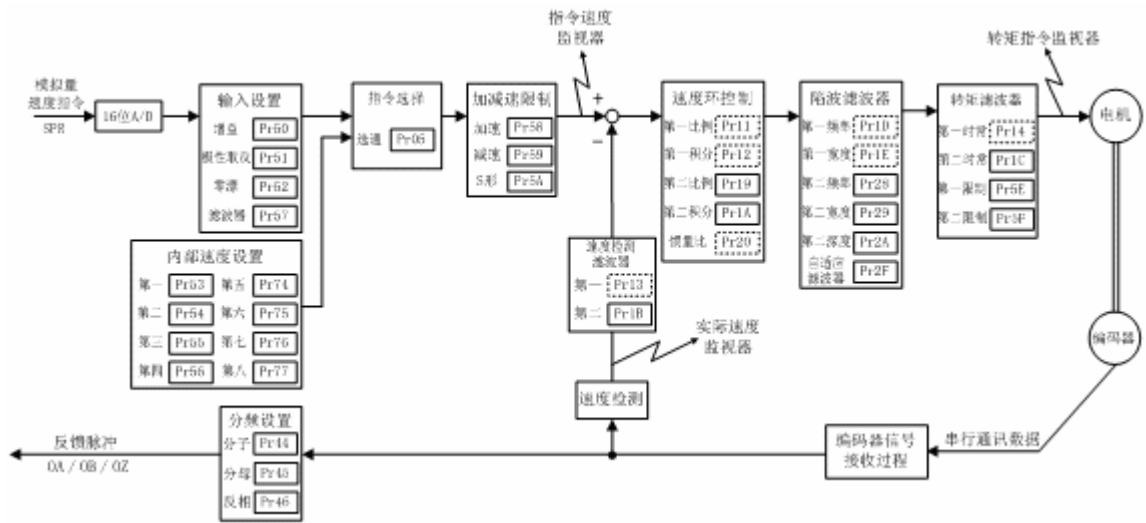 指令速度
监视器
转矩指令监视器
模拟量
速度指令
SPR
16位A/D
输入设置
增益 Pr50
极性取反 Pr51
零漂 Pr52
滤波器 Pr57
指令选择
选通 Pr05
加减速限制
加速 Pr58
减速 Pr59
S形 Pr5A
+
−
速度环控制
第一比例 Pr11
第一积分 Pr12
第二比例 Pr19
第二积分 Pr1A
惯量比 Pr20
陷波滤波器
第一频率 Pr1D
第一宽度 Pr1E
第二频率 Pr28
第二宽度 Pr29
第二深度 Pr2A
自适应
滤波器 Pr2F
转矩滤波器
第一时常 Pr14
第二时常 Pr1C
第一限制 Pr5E
第二限制 Pr5F
电机
内部速度设置
第一 Pr53 第五 Pr74
第二 Pr54 第六 Pr75
第三 Pr55 第七 Pr76
第四 Pr56 第八 Pr77
速度检测
滤波器
第一 Pr13
第二 Pr1B
实际速度
监视器
编码器
速度检测
分频设置
分子 Pr44
分母 Pr45
反相 Pr46
反馈脉冲
OA / OB / OZ
编码器信号
接收过程
串行通讯数据